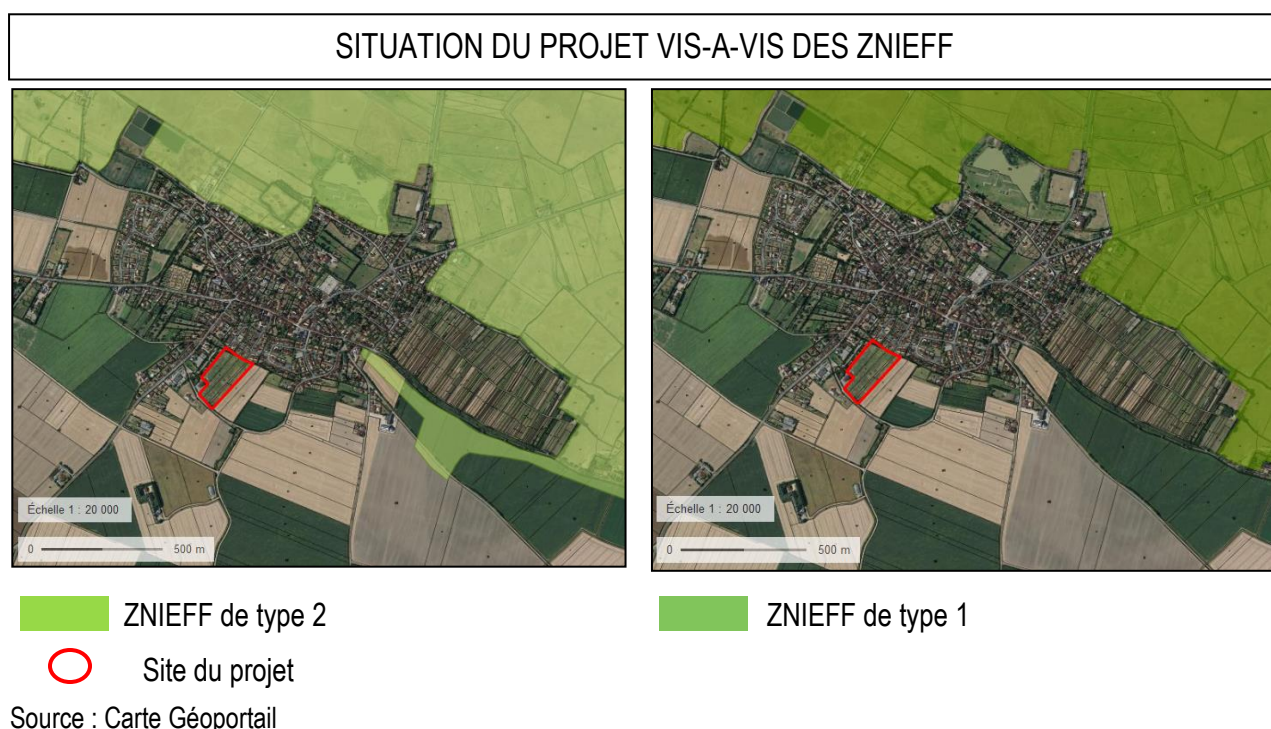 SITUATION DU PROJET VIS-A-VIS DES ZNIEFF
Échelle 1 : 20 000
0 500 m
Échelle 1 : 20 000
0 500 m
ZNIEFF de type 2
ZNIEFF de type 1
Site du projet
Source : Carte Géoportail